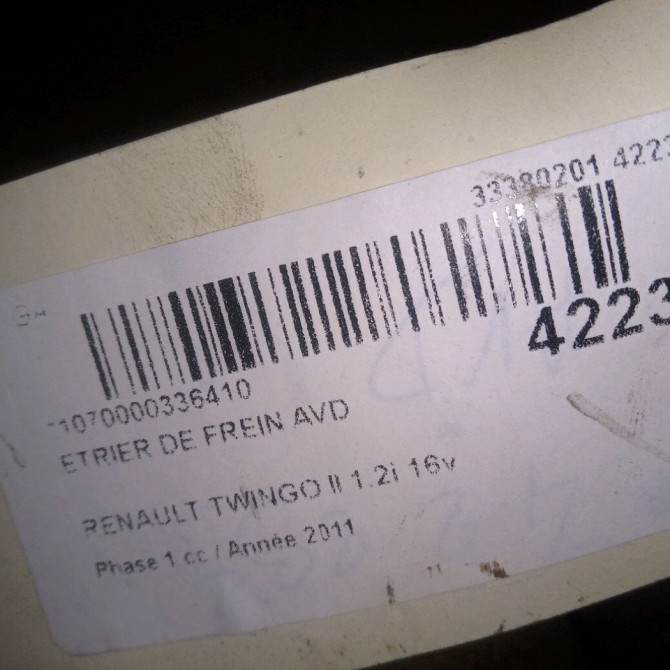 33380201 4223
4223
1070000336410
ETRIER DE FREIN AVD
RENAULT TWINGO II 1.2i 16v
Phase 1 cc / Année 2011